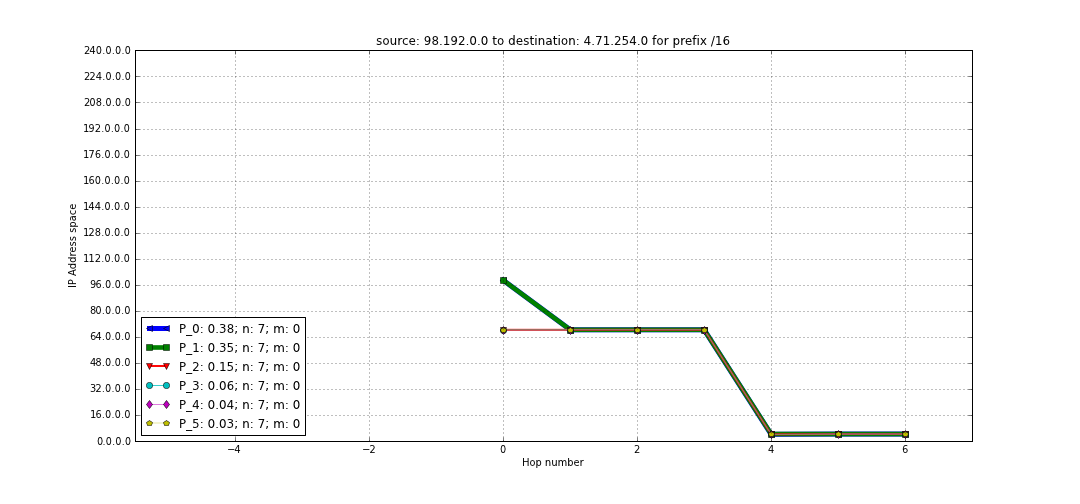 source: 98.192.0.0 to destination: 4.71.254.0 for prefix /16
240.0.0.0
224.0.0.0
208.0.0.0
192.0.0.0
176.0.0.0
160.0.0.0
144.0.0.0
128.0.0.0
112.0.0.0
96.0.0.0
80.0.0.0
64.0.0.0
48.0.0.0
32.0.0.0
16.0.0.0
0.0.0.0
IP Address space
P_0: 0.38; n: 7; m: 0
P_1: 0.35; n: 7; m: 0
P_2: 0.15; n: 7; m: 0
P_3: 0.06; n: 7; m: 0
P_4: 0.04; n: 7; m: 0
P_5: 0.03; n: 7; m: 0
−4 −2 0 2 4 6
Hop number